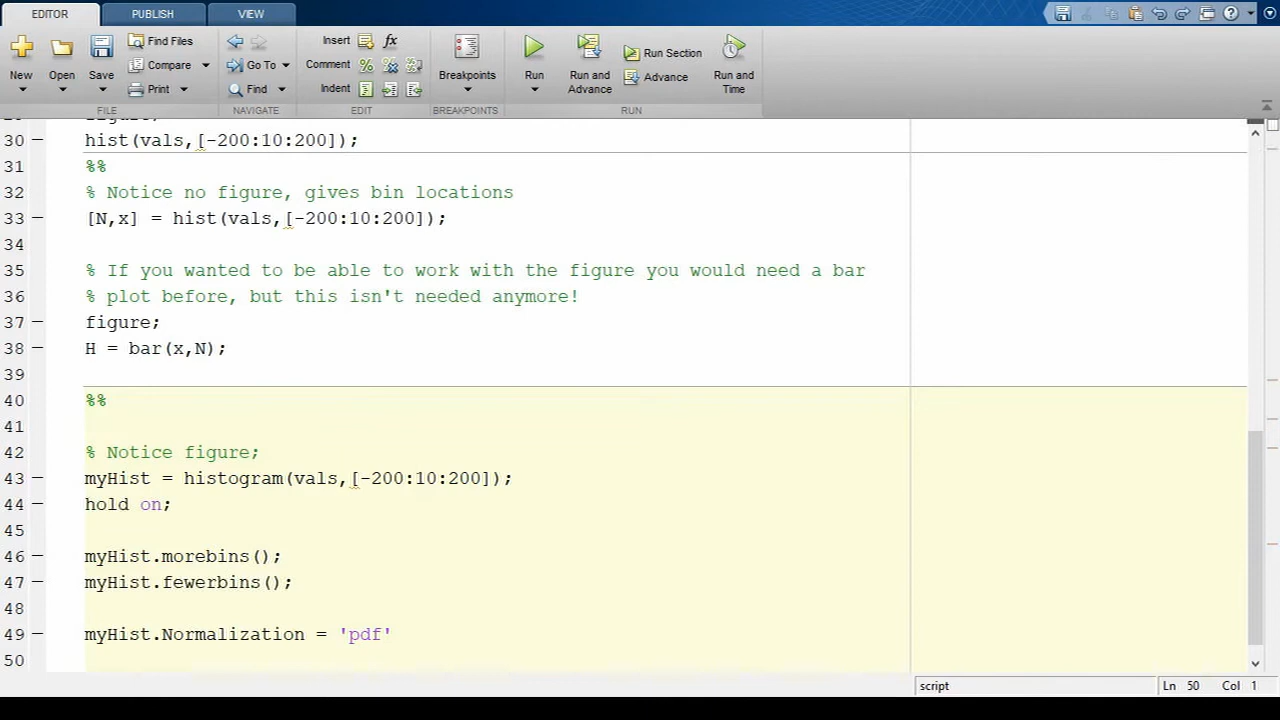 EDITOR PUBLISH VIEW
New Open Save
Find Files
Compare
Print
FILE
Go To
Find
NAVIGATE
Insert fx
Comment
Indent
EDIT
Breakpoints
BREAKPOINTS
Run
Run and Advance
Run Section
Advance
Run and Time
RUN
30 hist(vals,[-200:10:200]);
31 %%
32 % Notice no figure, gives bin locations
33 [N,x] = hist(vals,[-200:10:200]);
34
35 % If you wanted to be able to work with the figure you would need a bar
36 % plot before, but this isn't needed anymore!
37 figure;
38 H = bar(x,N);
39
40 %%
41
42 % Notice figure;
43 myHist = histogram(vals,[-200:10:200]);
44 hold on;
45
46 myHist.morebins();
47 myHist.fewerbins();
48
49 myHist.Normalization = 'pdf'
50
script Ln 50 Col 1